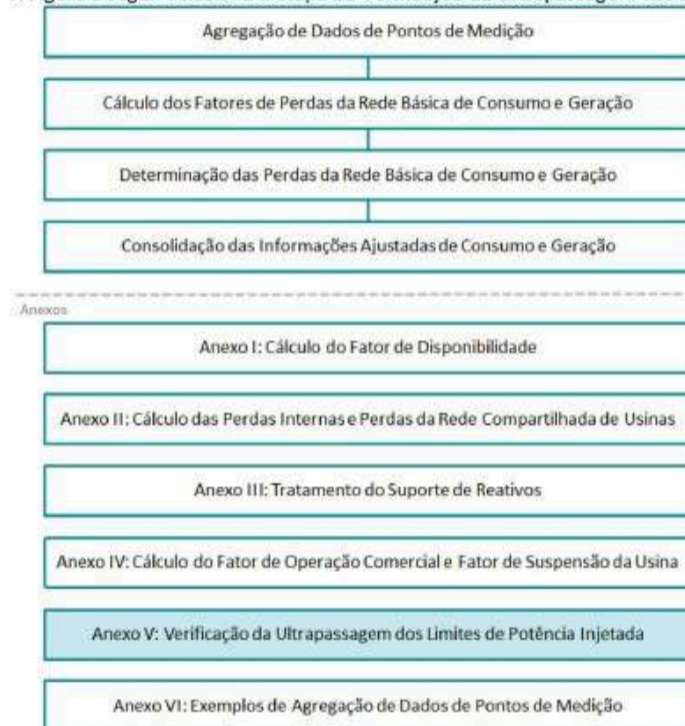 Agregação de Dados de Pontos de Medição
Cálculo dos Fatores de Perdas da Rede Básica de Consumo e Geração
Determinação das Perdas da Rede Básica de Consumo e Geração
Consolidação das Informações Ajustadas de Consumo e Geração
Anexos
Anexo I: Cálculo do Fator de Disponibilidade
Anexo II: Cálculo das Perdas Internas e Perdas da Rede Compartilhada de Usinas
Anexo III: Tratamento do Suporte de Reativos
Anexo IV: Cálculo do Fator de Operação Comercial e Fator de Suspensão da Usina
Anexo V: Verificação da Ultrapassagem dos Limites de Potência Injetada
Anexo VI: Exemplos de Agregação de Dados de Pontos de Medição